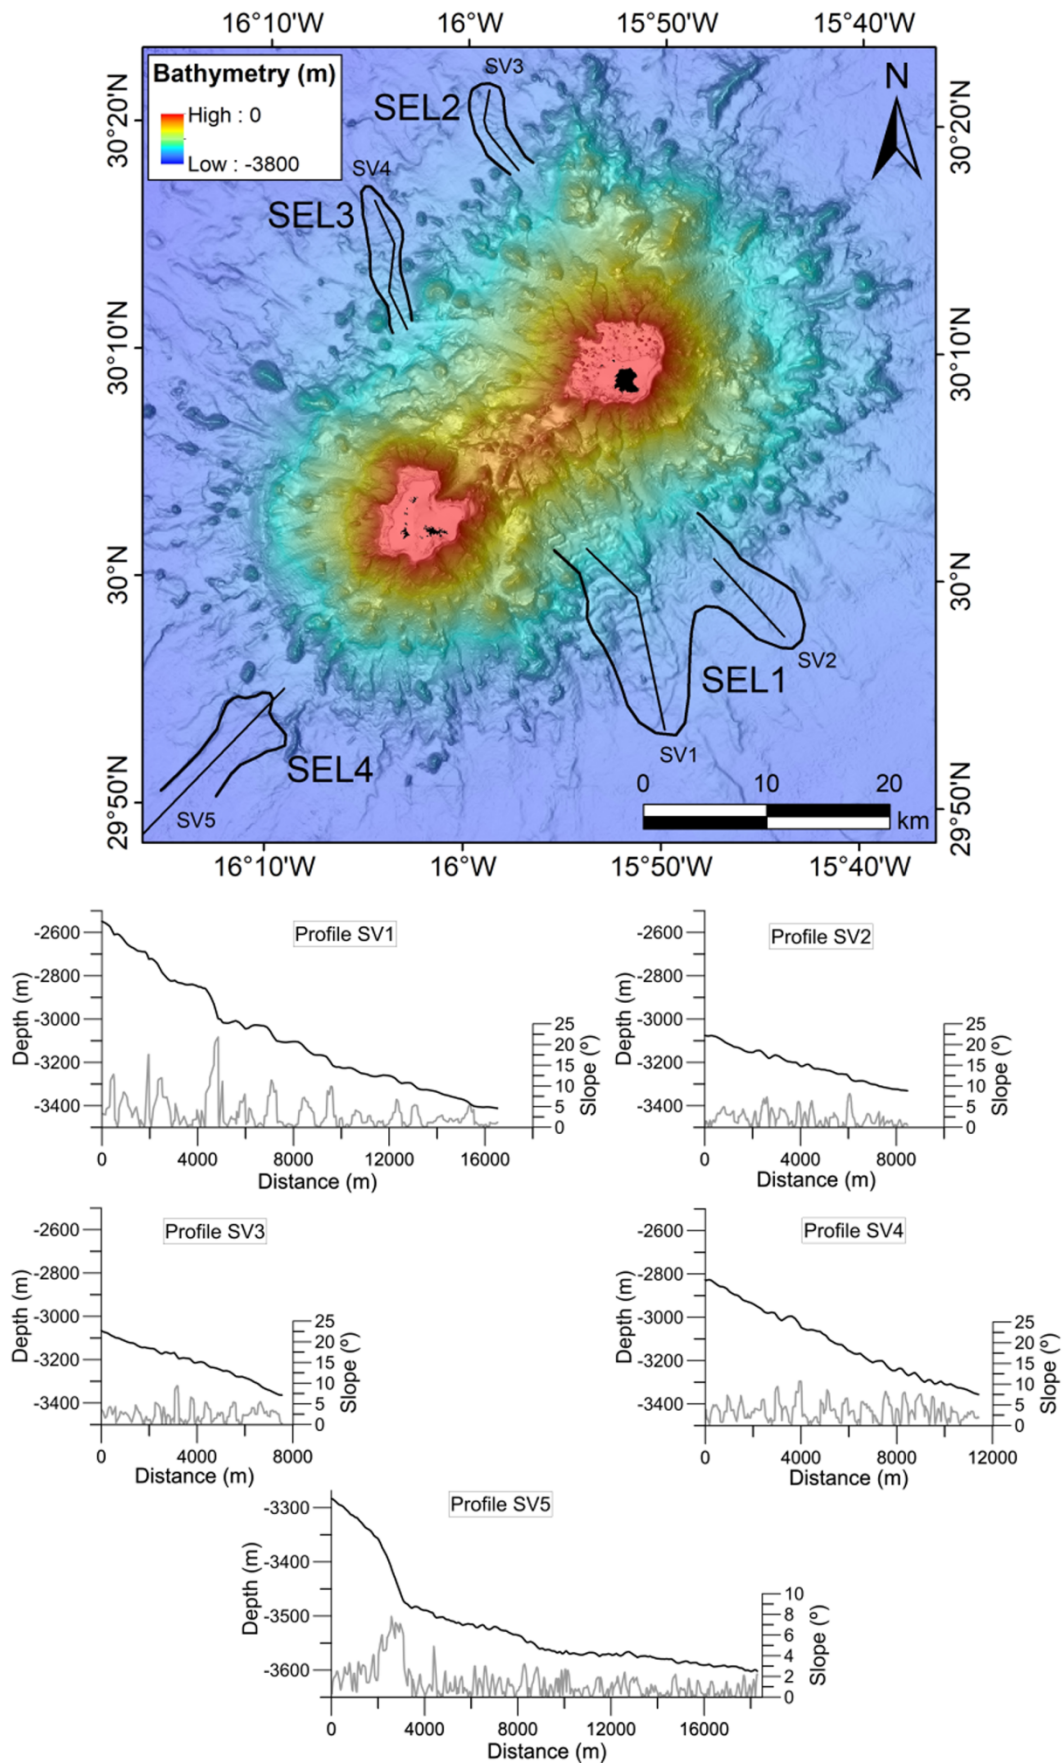 16°10'W 16°W 15°50'W 15°40'W
Bathymetry (m)
High : 0
Low : -3800
N
30°20'N
30°20'N
SV3
SEL2
SV4
SEL3
30°10'N
30°10'N
30°N
30°N
SV2
SEL1
SV1
SEL4
SV5
0 10 20
km
29°50'N
29°50'N
16°10'W 16°W 15°50'W 15°40'W
Profile SV1
Depth (m)
-2600
-2800
-3000
-3200
-3400
25
20
15
10
5
0
Slope (º)
0 4000 8000 12000 16000
Distance (m)
Profile SV2
Depth (m)
-2600
-2800
-3000
-3200
-3400
25
20
15
10
5
0
Slope (º)
0 4000 8000
Distance (m)
Profile SV3
Depth (m)
-2600
-2800
-3000
-3200
-3400
25
20
15
10
5
0
Slope (º)
0 4000 8000
Distance (m)
Profile SV4
Depth (m)
-2600
-2800
-3000
-3200
-3400
25
20
15
10
5
0
Slope (º)
0 4000 8000 12000
Distance (m)
Profile SV5
Depth (m)
-3300
-3400
-3500
-3600
10
8
6
4
2
0
Slope (º)
0 4000 8000 12000 16000
Distance (m)